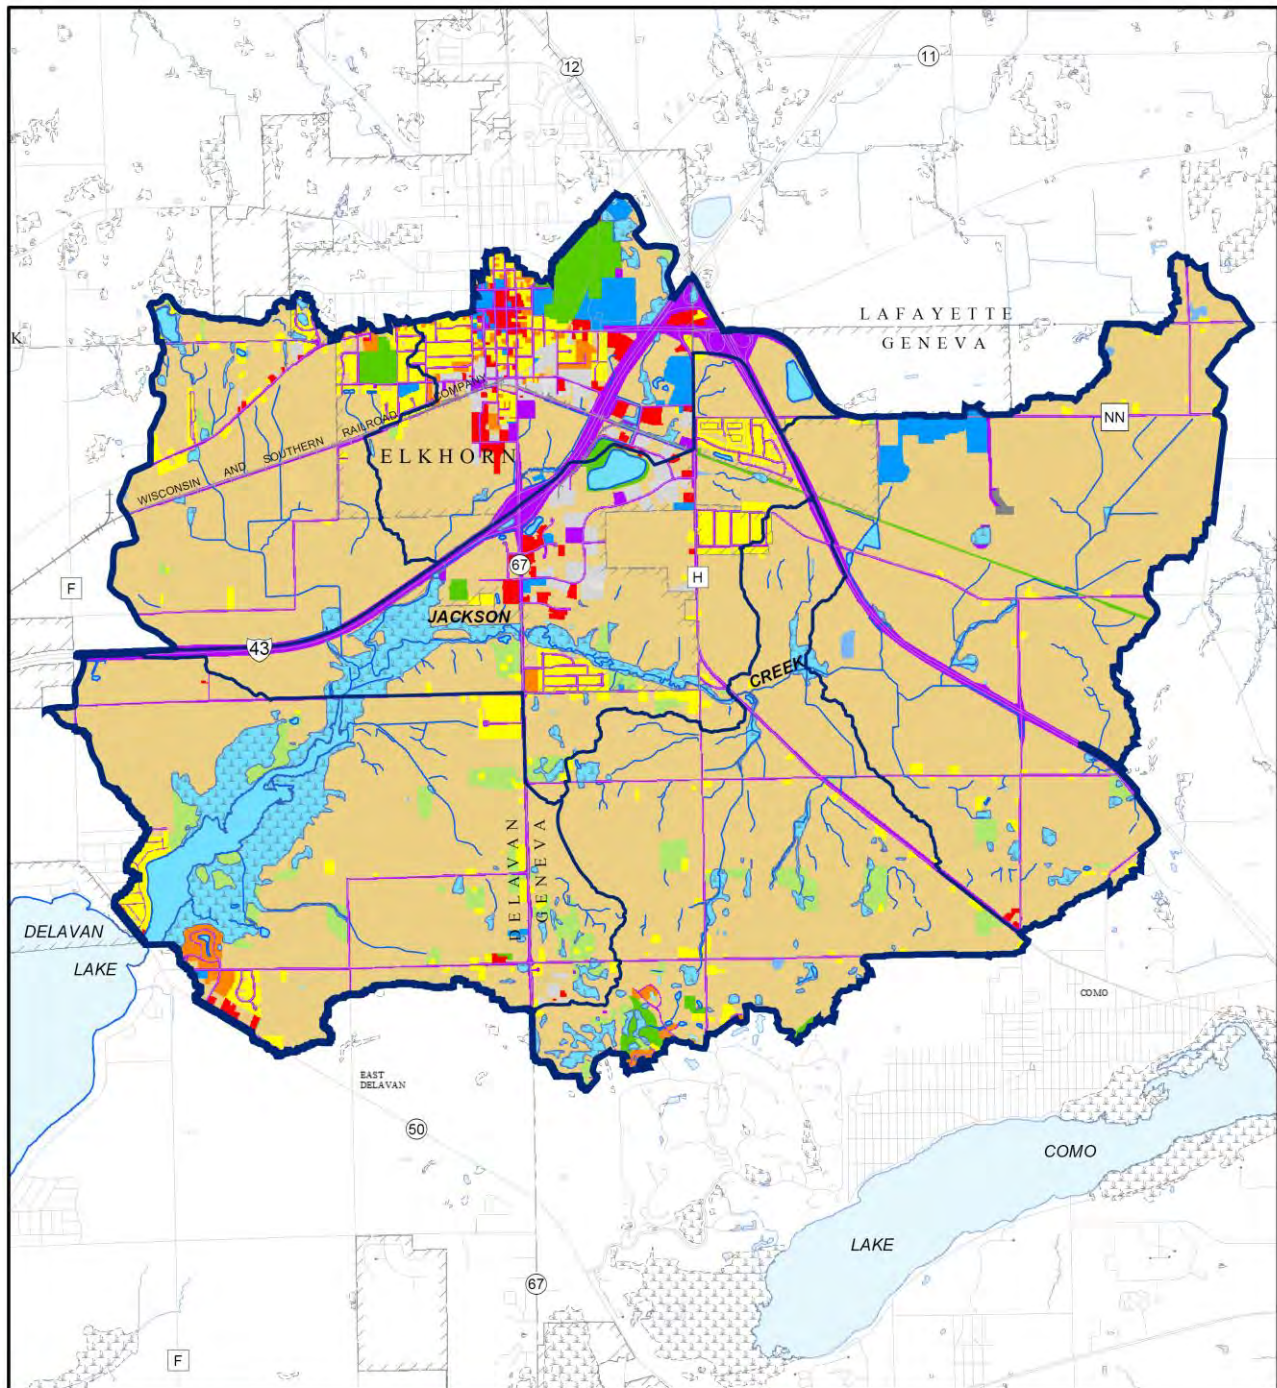 12
11
LAFAYETTE
GENEVA
K
NN
WISCONSIN AND SOUTHERN RAILROAD COMPANY
ELKHORN
67
F
H
JACKSON
43
CREEK
DELAVAN
GENEVA
DELAVAN
LAKE
COMO
EAST
DELAVAN
50
COMO
LAKE
67
F